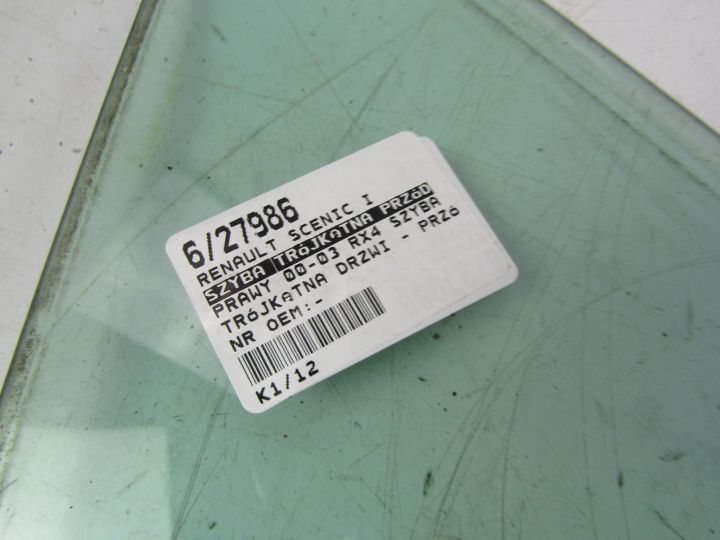 6/27986
RENAULT SCENIC I
SZYBA TRÓJKĄTNA PRZÓD
PRAWY 00-03 RX4 SZYBA
TRÓJKĄTNA DRZWI - PRZÓ
NR OEM:-
K1/12